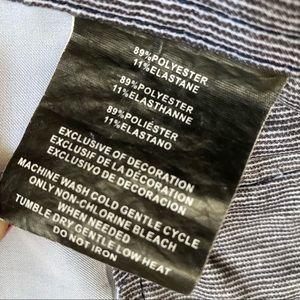 89%POLYESTER
11%ELASTANE
89%POLYESTER
11%ELASTHANNE
89%POLIÉSTER
11%ELASTANO
EXCLUSIVE OF DECORATION
EXCLUSIF DE LA DÉCORATION
EXCLUSIVO DE DECORACIÓN
MACHINE WASH COLD GENTLE CYCLE
ONLY NON-CHLORINE BLEACH
WHEN NEEDED
TUMBLE DRY GENTLE LOW HEAT
DO NOT IRON